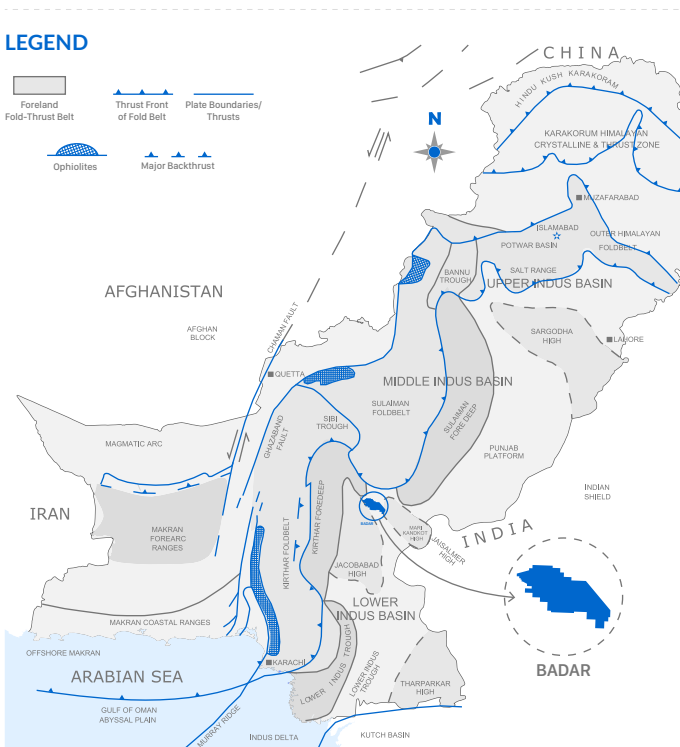 LEGEND
Foreland
Fold-Thrust Belt
Thrust Front
of Fold Belt
Plate Boundaries/
Thrusts
Ophiolites
Major Backthrust
N
CHINA
HINDU KUSH KARAKORAM
KARAKORUM HIMALAYAN
CRYSTALLINE & THRUST ZONE
MUZAFARABAD
ISLAMABAD
OUTER HIMALAYAN
FOLDBELT
POTWAR BASIN
SALT RANGE
BANNU
TROUGH
UPPER INDUS BASIN
AFGHANISTAN
AFGHAN
BLOCK
CHAMAN FAULT
SARGODHA
HIGH
LAHORE
QUETTA
MIDDLE INDUS BASIN
SULAIMAN
FOLDBELT
SULAIMAN
FORE DEEP
SIBI
TROUGH
GHAZABAND
FAULT
PUNJAB
PLATFORM
MAGMATIC ARC
INDIAN
SHIELD
IRAN
MAKRAN
FOREARC
RANGES
KIRTHAR FOLDBELT
KIRTHAR FOREDEEP
BADAR
MARI
KANDKOT
HIGH
JAISALMER
HIGH
INDIA
JACOBABAD
HIGH
LOWER
INDUS BASIN
MAKRAN COASTAL RANGES
OFFSHORE MAKRAN
KARACHI
ARABIAN SEA
LOWER INDUS TROUGH
LOWER INDUS
TROUGH
THARPARKAR
HIGH
BADAR
GULF OF OMAN
ABYSSAL PLAIN
MURRAY RIDGE
INDUS DELTA
KUTCH BASIN